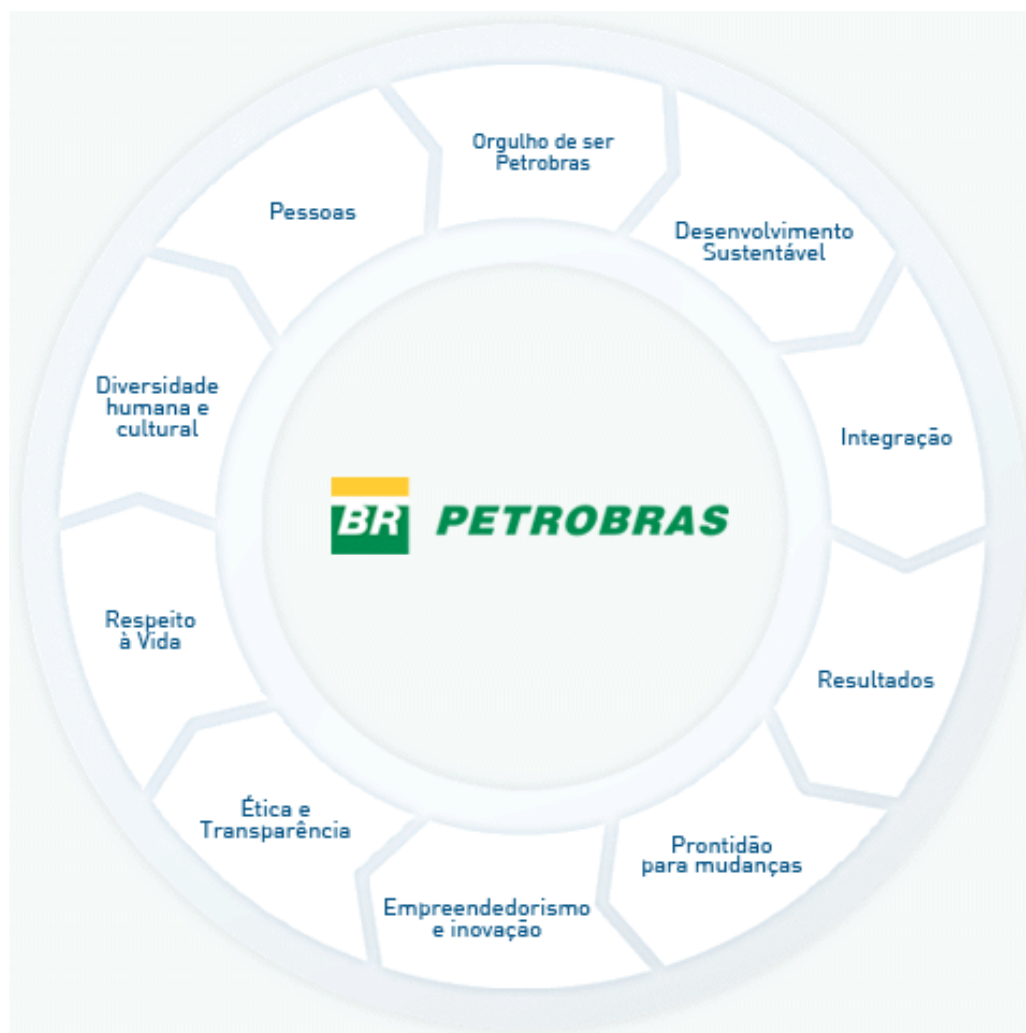 Orgulho de ser
Petrobras
Desenvolvimento
Sustentável
Integração
Resultados
Prontidão
para mudanças
Empreendedorismo
e inovação
Ética e
Transparência
Respeito
à Vida
Diversidade
humana e
cultural
Pessoas
BR PETROBRAS